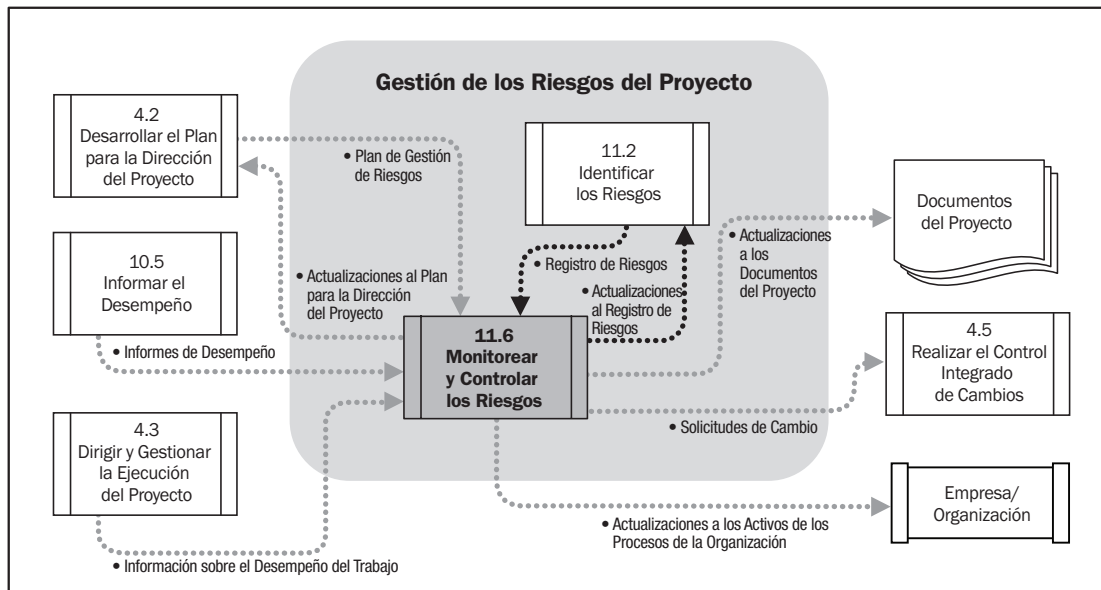 Gestión de los Riesgos del Proyecto
4.2
Desarrollar el Plan
para la Dirección
del Proyecto
• Plan de Gestión
de Riesgos
11.2
Identificar
los Riesgos
Documentos
del Proyecto
10.5
Informar el
Desempeño
• Actualizaciones al Plan
para la Dirección
del Proyecto
• Registro de Riesgos
• Actualizaciones
al Registro de
Riesgos
• Actualizaciones
a los
Documentos
del Proyecto
• Informes de Desempeño
11.6
Monitorear
y Controlar
los Riesgos
4.5
Realizar el Control
Integrado
de Cambios
4.3
Dirigir y Gestionar
la Ejecución
del Proyecto
• Solicitudes de Cambio
Empresa/
Organización
• Actualizaciones a los Activos de los
Procesos de la Organización
• Información sobre el Desempeño del Trabajo